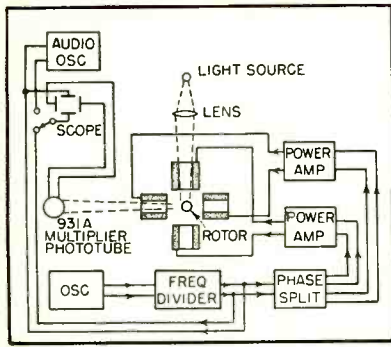 AUDIO
OSC
LIGHT SOURCE
LENS
SCOPE
POWER
AMP
931A
MULTIPLIER
PHOTOTUBE
ROTOR
POWER
AMP
OSC
FREQ
DIVIDER
PHASE
SPLIT